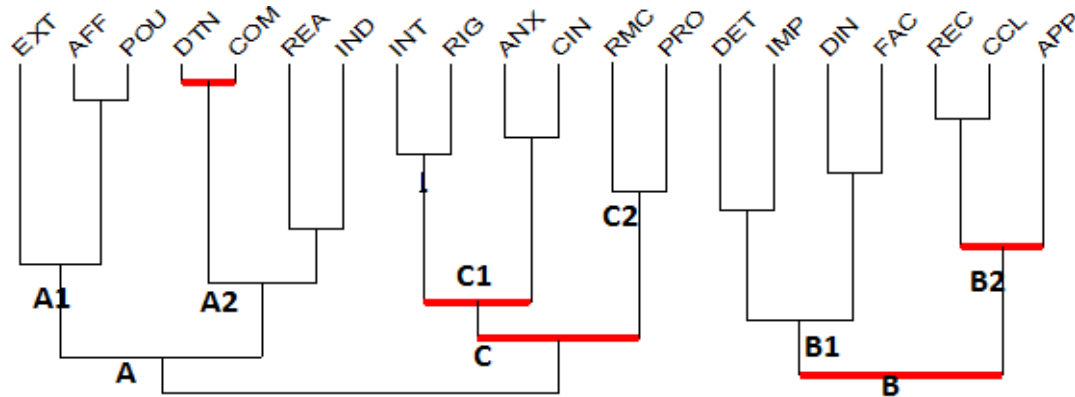 EXT AFF POU DTN COM REA IND INT RIG ANX CIN RMC PRO DET IMP DIN FAC REC CCL APP
l
C2
C1
A1 A2 B2
C B1
A B